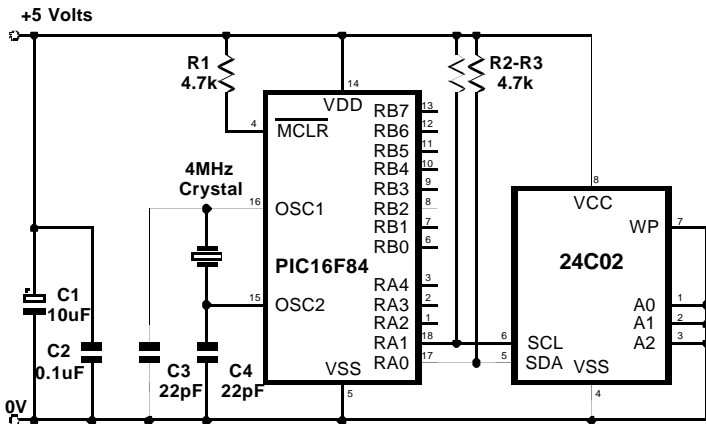 +5 Volts
R1
4.7k
R2-R3
4.7k
14
VDD
4
MCLR
RB7
13
RB6
12
RB5
11
RB4
10
RB3
9
RB2
8
RB1
7
RB0
6
4MHz
Crystal
16
OSC1
PIC16F84
15
OSC2
RA4
3
RA3
2
RA2
1
RA1
18
RA0
17
VSS
5
8
VCC
WP
7
24C02
A0
1
A1
2
A2
3
6
SCL
5
SDA
VSS
4
C1
10uF
C2
0.1uF
C3
22pF
C4
22pF
0V